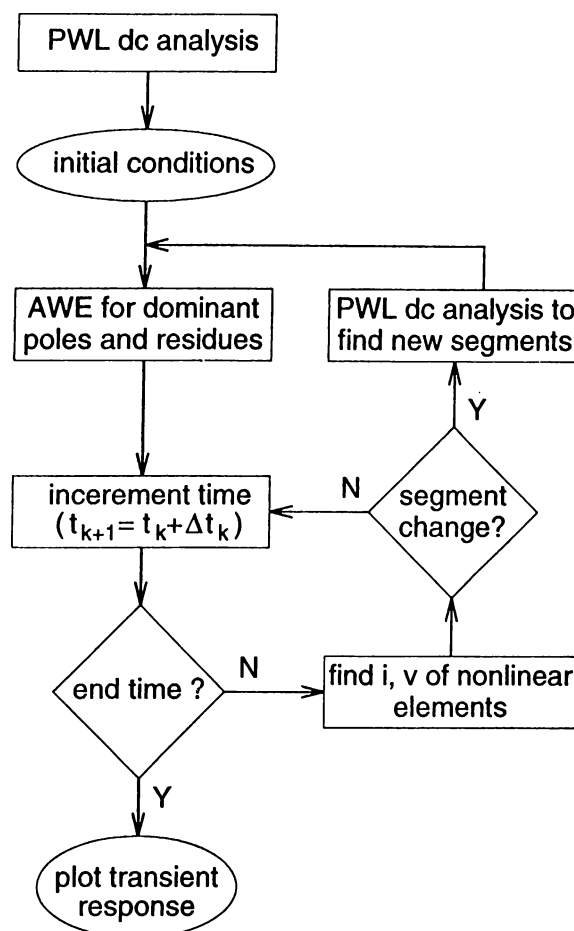 PWL dc analysis
initial conditions
AWE for dominant
poles and residues
PWL dc analysis to
find new segments
Y
incerement time
(t_{k+1}= t_k+Δt_k)
N
segment
change?
end time ?
N
find i, v of nonlinear
elements
Y
plot transient
response